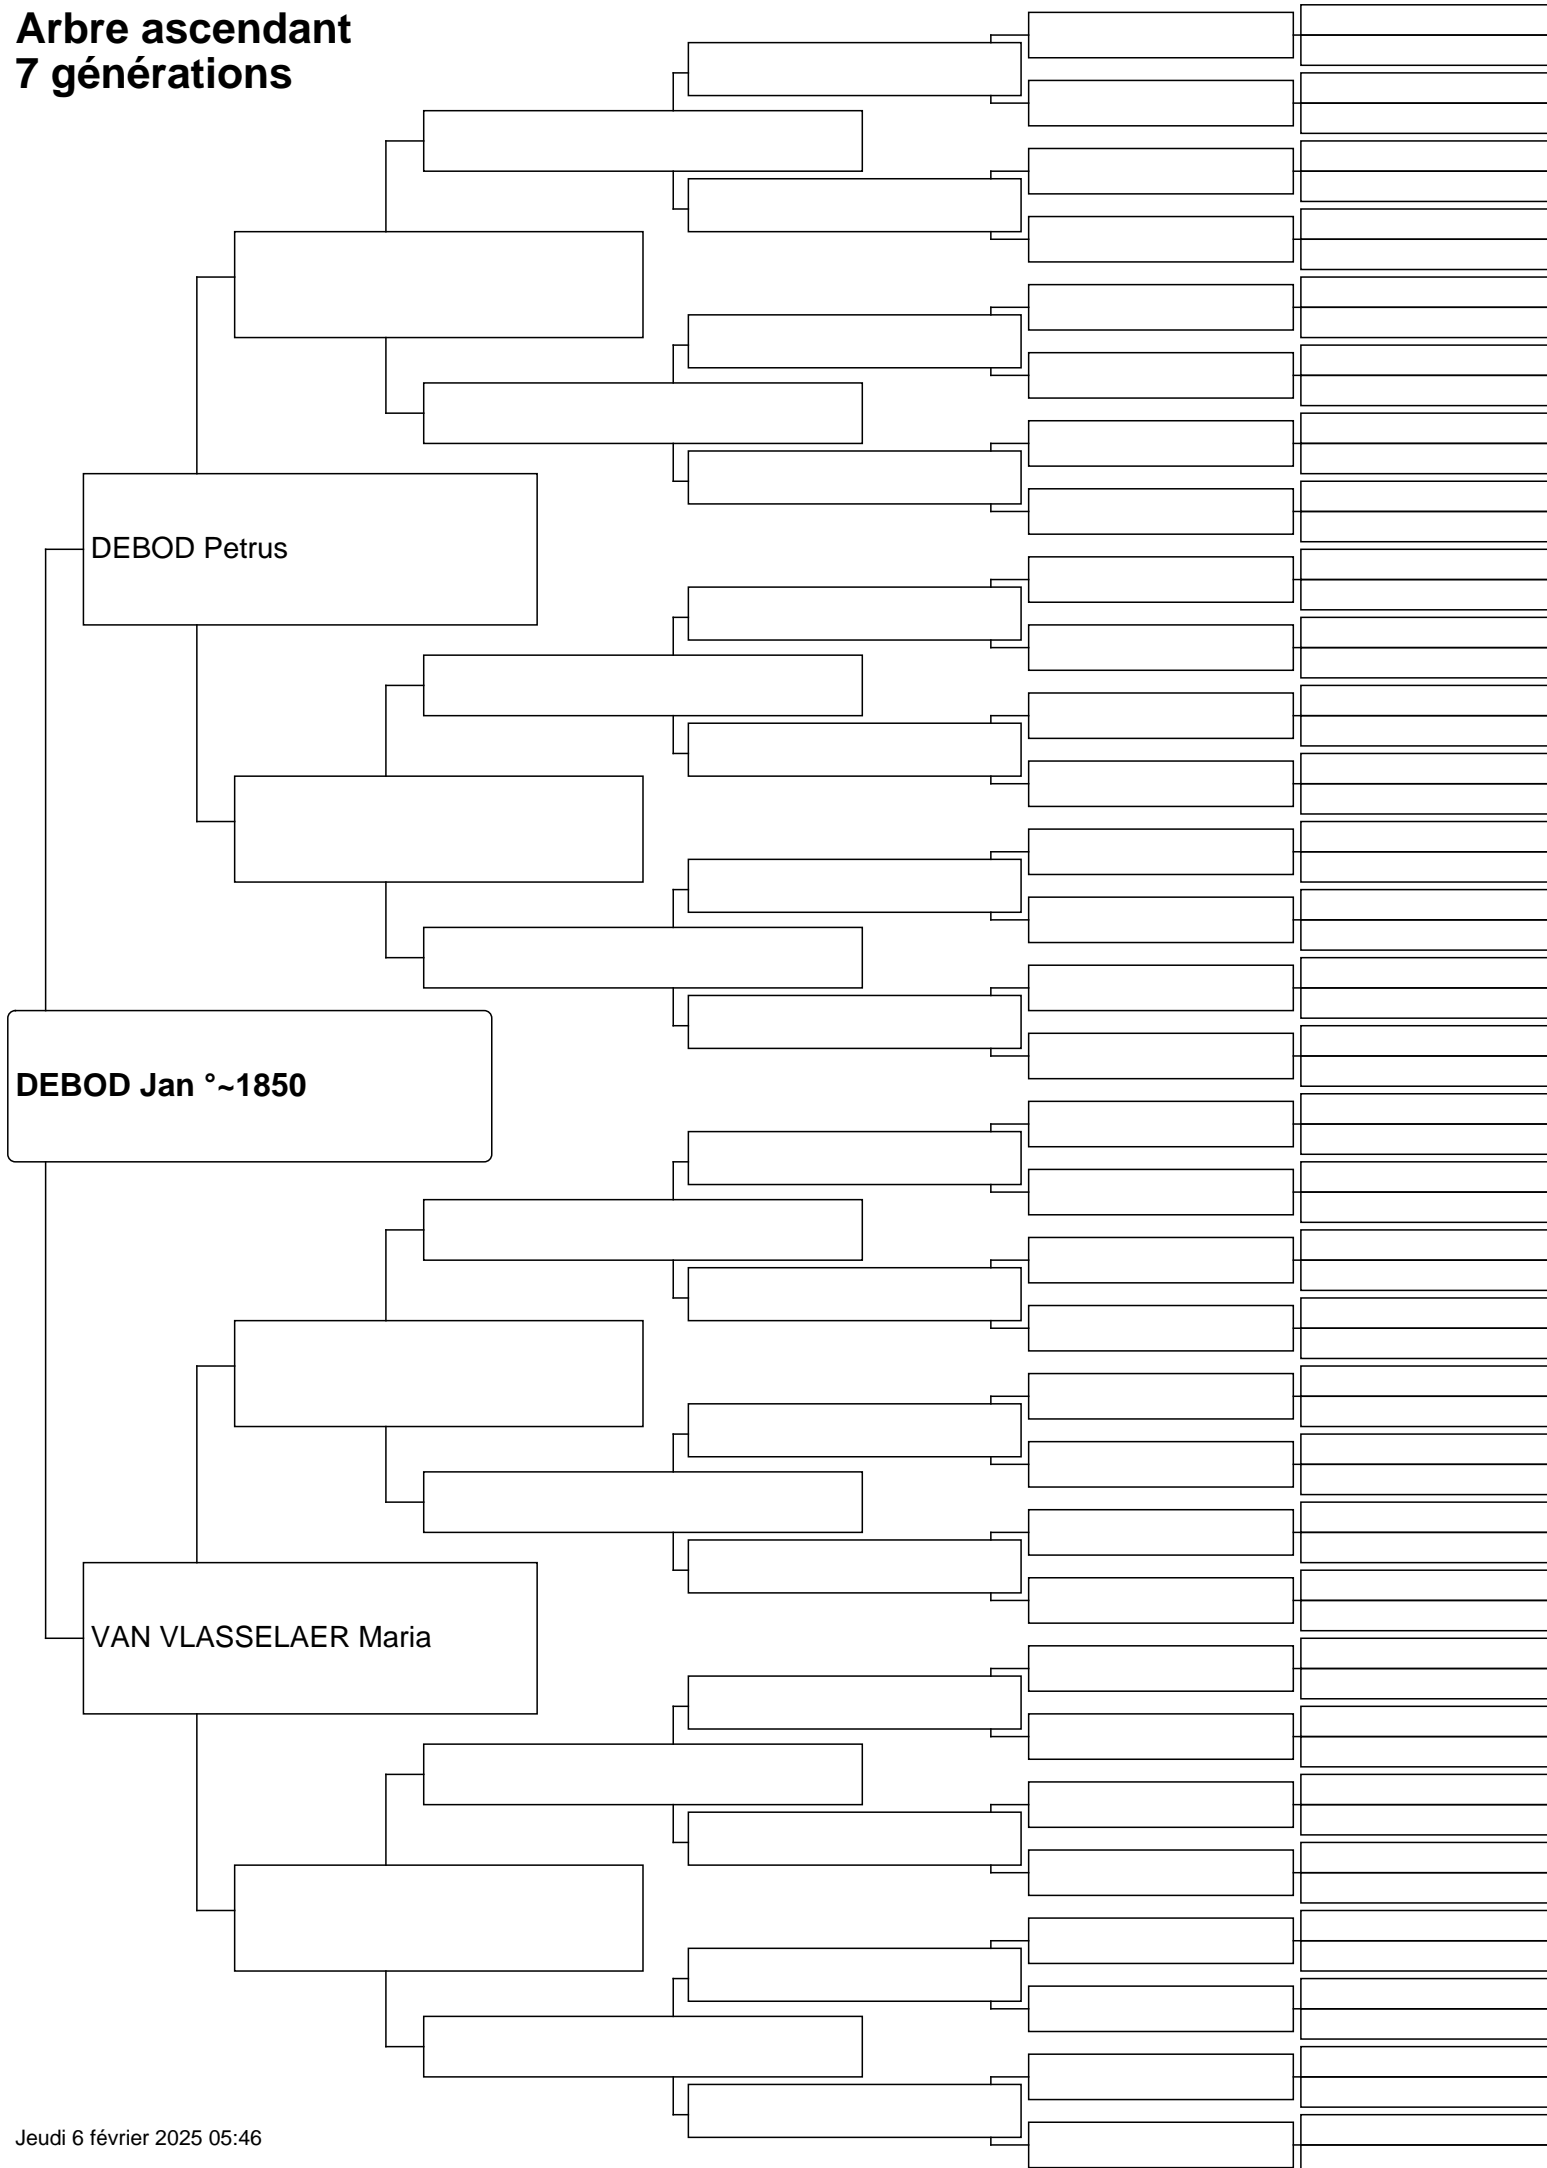 Arbre ascendant
7 générations
DEBOD Petrus
DEBOD Jan °~1850
VAN VLASSELAER Maria
Jeudi 6 février 2025 05:46